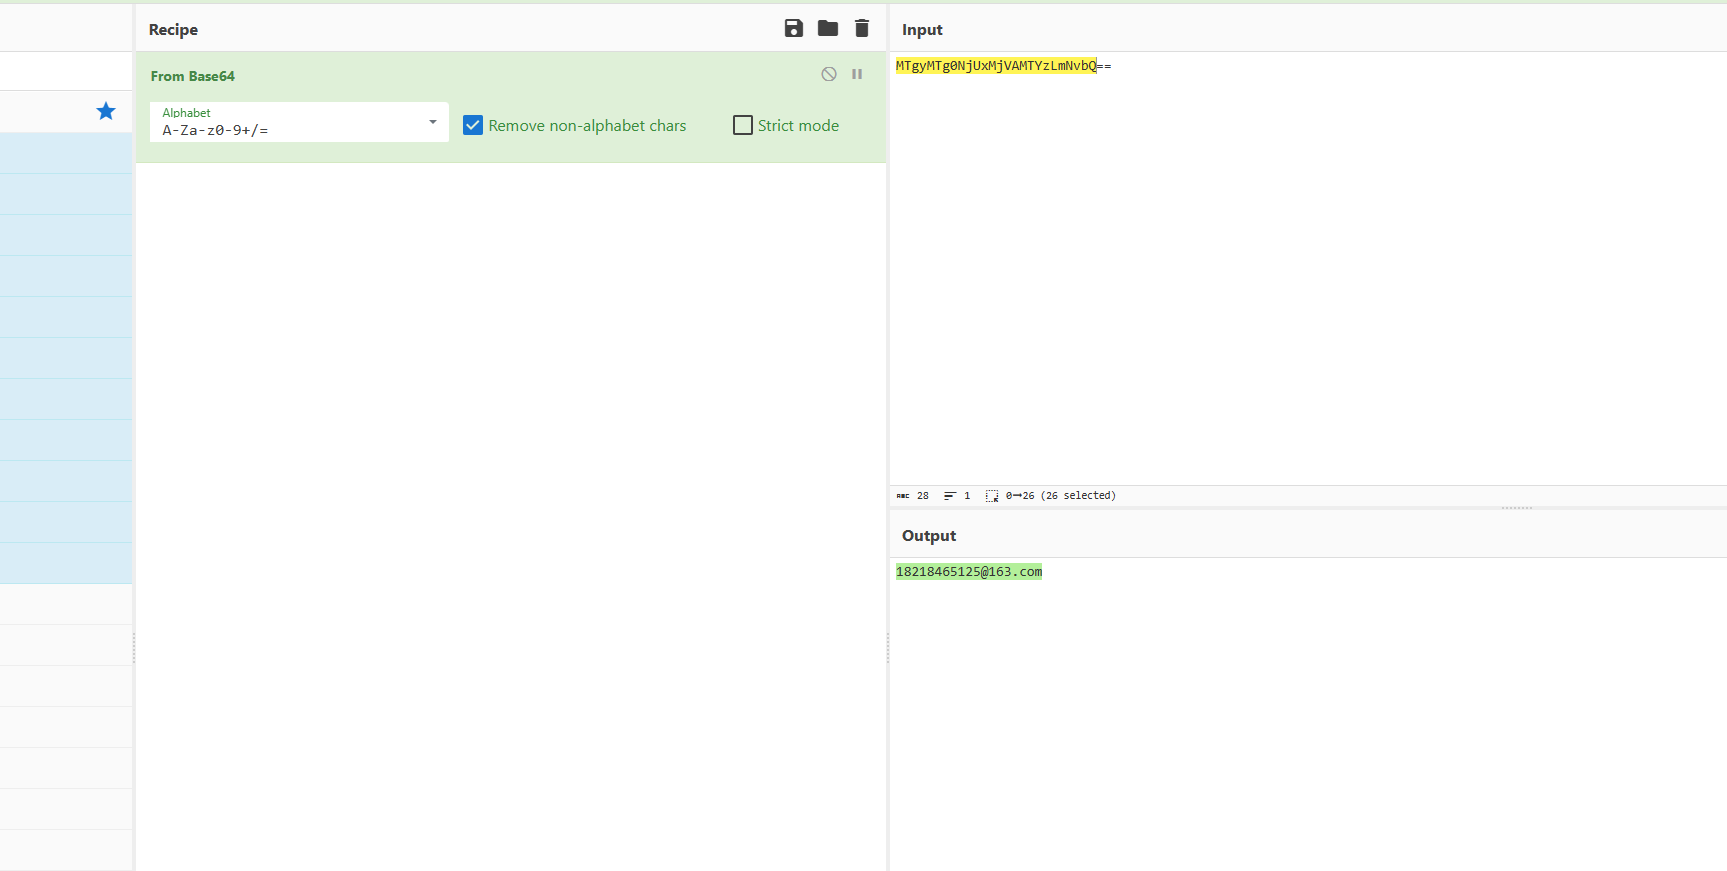 Recipe
From Base64
Alphabet
A-Za-z0-9+/=
Remove non-alphabet chars
Strict mode
Input
MTgyMTg0NjUxMjVAMTYzLmNvbQ==
ABC 28 1 0→26 (26 selected)
Output
18218465125@163.com